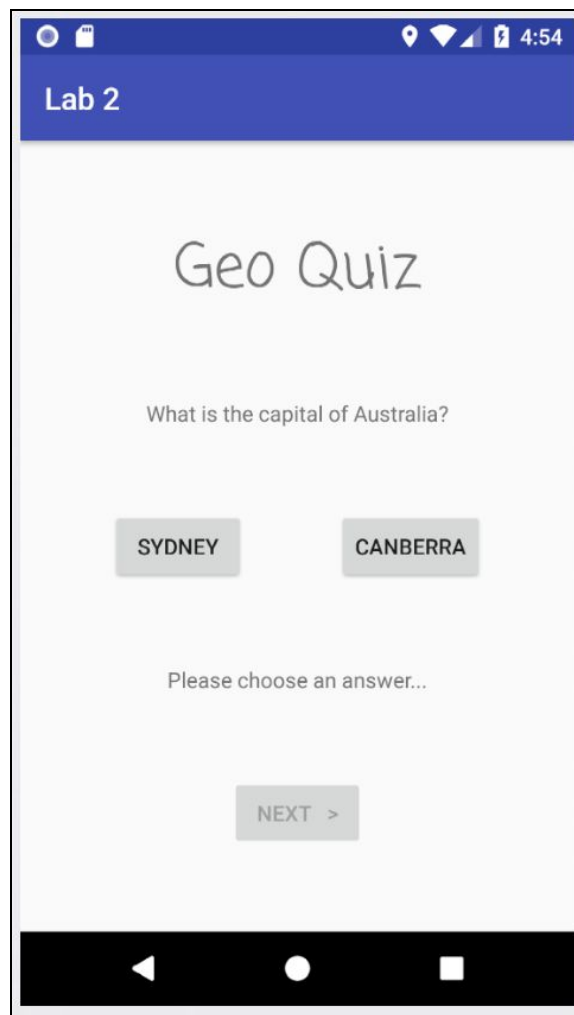 4:54
Lab 2
Geo Quiz
What is the capital of Australia?
SYDNEY CANBERRA
Please choose an answer...
NEXT >